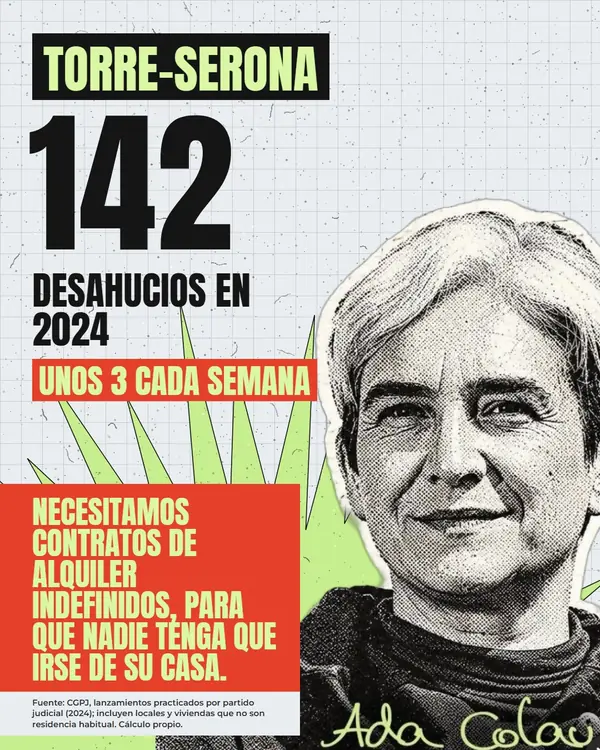 TORRE-SERONA
142
DESAHUCIOS EN
2024
UNOS 3 CADA SEMANA
NECESITAMOS
CONTRATOS DE
ALQUILER
INDEFINIDOS, PARA
QUE NADIE TENGA QUE
IRSE DE SU CASA.
Fuente: CGPJ, lanzamientos practicados por partido
judicial (2024); incluyen locales y viviendas que no son
residencia habitual. Cálculo propio.
Ada Colau